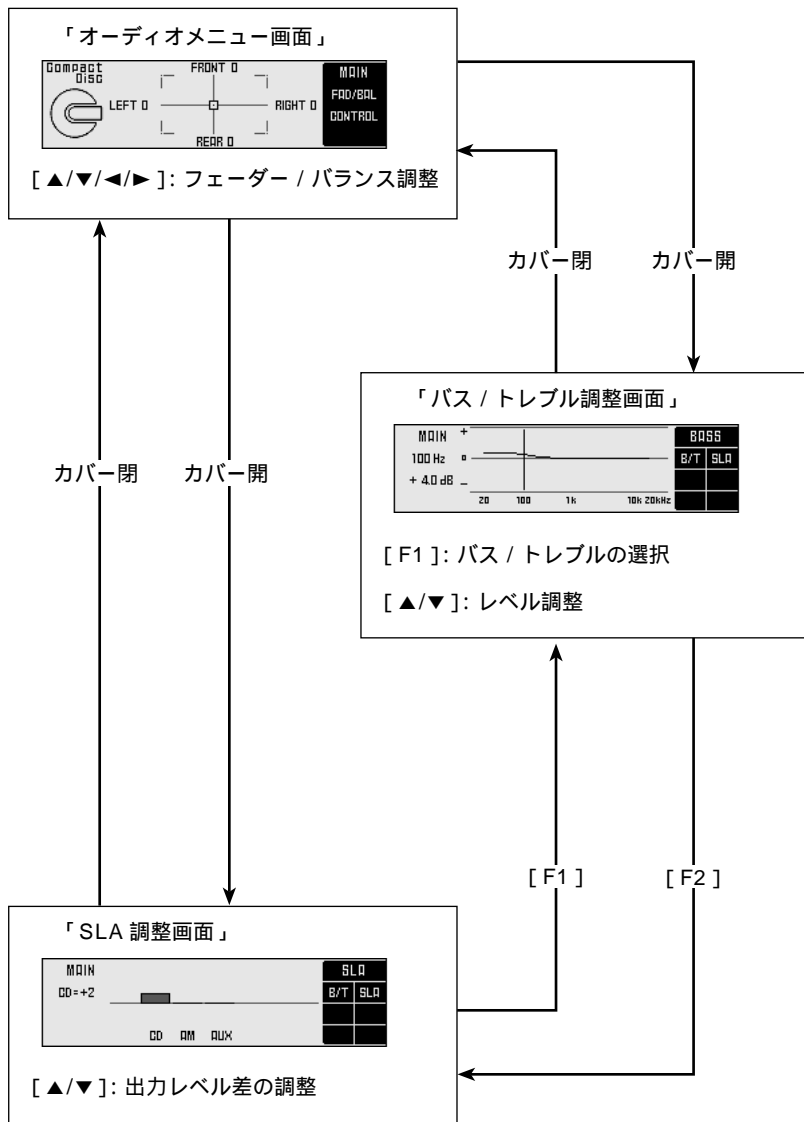 「オーディオメニュー画面」
Compact
Disc
FRONT 0
LEFT 0
RIGHT 0
REAR 0
MAIN
FAD/BAL
CONTROL
[ ▲/▼/◄/► ]: フェーダー / バランス調整
カバー閉
カバー開
「バス / トレブル調整画面」
MAIN
+
100 Hz
0
+ 4.0 dB
–
20 100 1k 10k 20kHz
BASS
B/T SLA
[ F1 ]: バス / トレブルの選択
[ ▲/▼ ]: レベル調整
カバー閉
カバー開
[ F1 ]
[ F2 ]
「SLA 調整画面」
MAIN
CD=+2
CD AM AUX
SLA
B/T SLA
[ ▲/▼ ]: 出力レベル差の調整